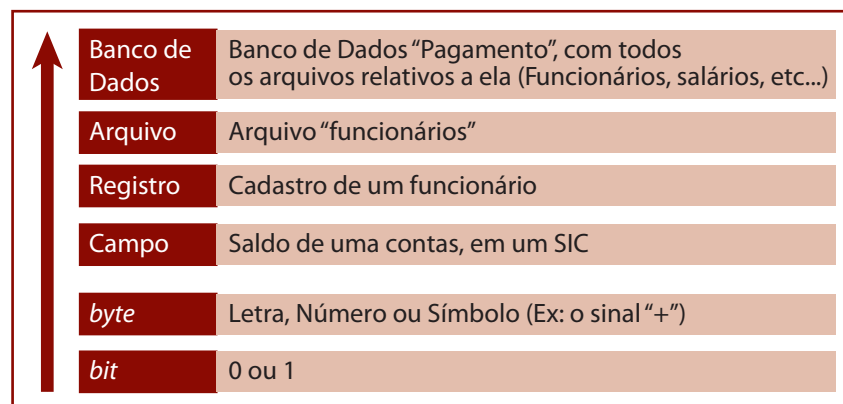 Banco de Dados
Banco de Dados “Pagamento”, com todos
os arquivos relativos a ela (Funcionários, salários, etc...)
Arquivo
Arquivo “funcionários”
Registro
Cadastro de um funcionário
Campo
Saldo de uma contas, em um SIC
byte
Letra, Número ou Símbolo (Ex: o sinal “+”)
bit
0 ou 1